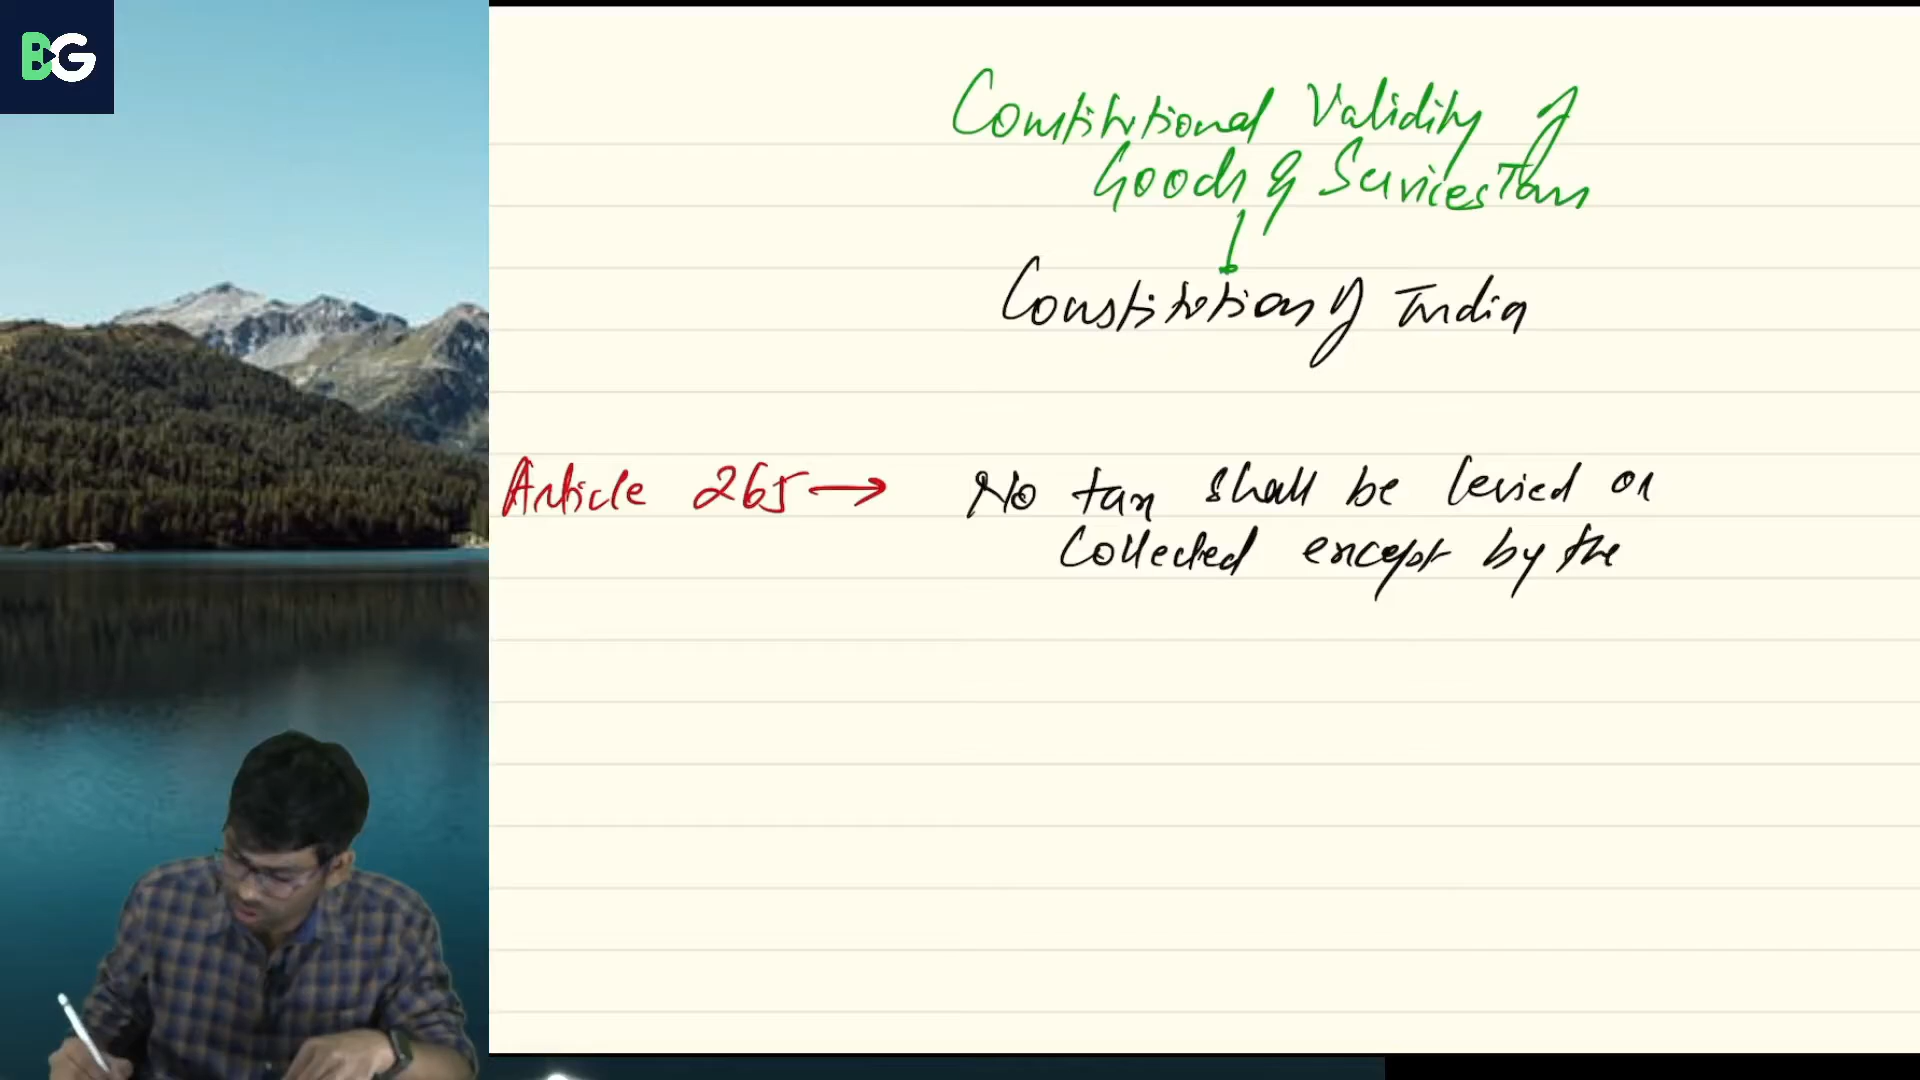 BG
Constitutional Validity of
Goods & Services Tax
Constitution of India
Article 265 → No tax shall be levied or
Collected except by the